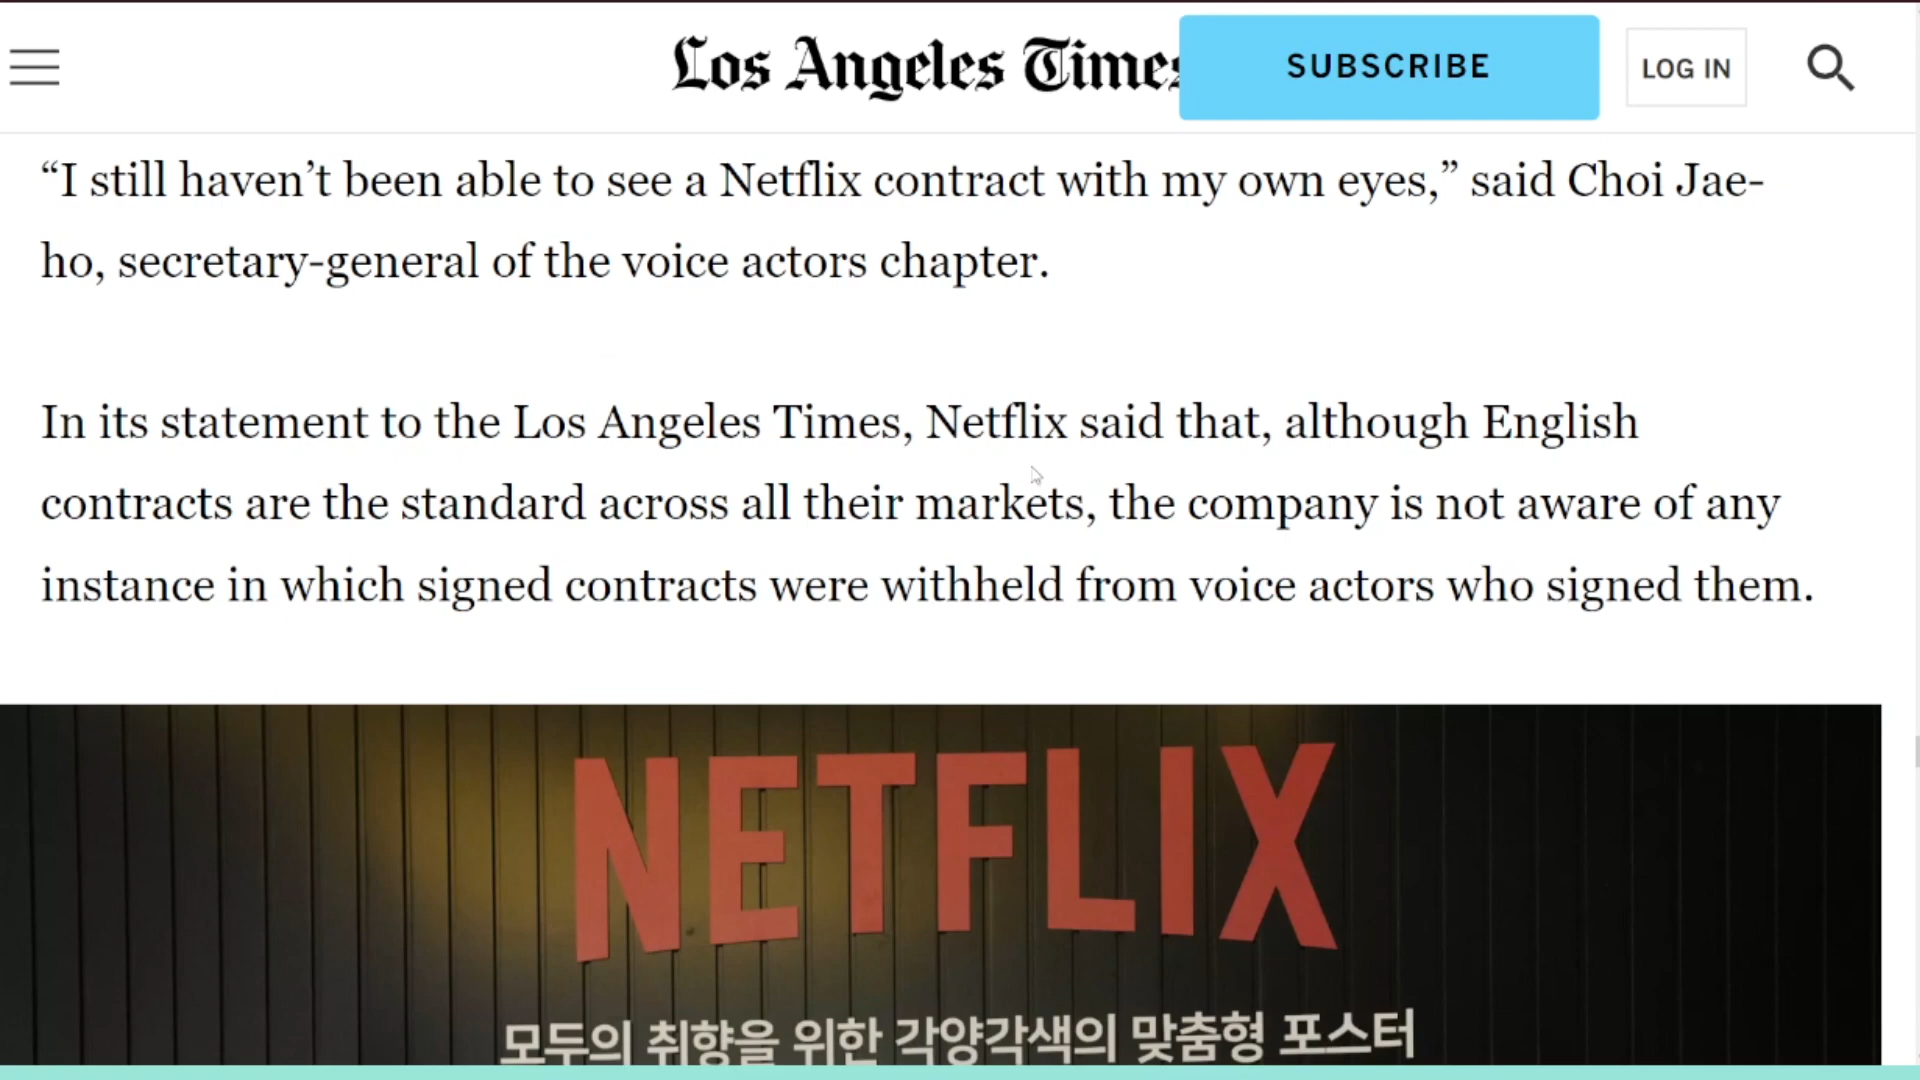 Los Angeles Times
SUBSCRIBE
LOG IN
“I still haven’t been able to see a Netflix contract with my own eyes,” said Choi Jae-
ho, secretary-general of the voice actors chapter.
In its statement to the Los Angeles Times, Netflix said that, although English
contracts are the standard across all their markets, the company is not aware of any
instance in which signed contracts were withheld from voice actors who signed them.
NETFLIX
모두의 취향을 위한 각양각색의 맞춤형 포스터